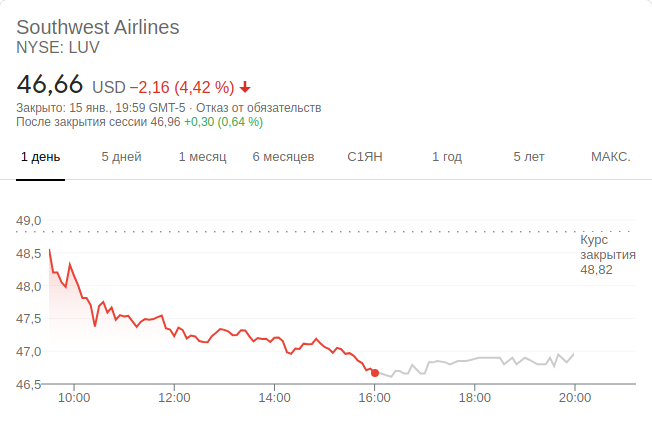 Southwest Airlines
NYSE: LUV
46,66 USD −2,16 (4,42 %)
Закрыто: 15 янв., 19:59 GMT-5 · Отказ от обязательств
После закрытия сессии 46,96 +0,30 (0,64 %)
1 день 5 дней 1 месяц 6 месяцев С1ЯН 1 год 5 лет МАКС.
49,0
Курс
закрытия
48,82
48,5
48,0
47,5
47,0
46,5
10:00 12:00 14:00 16:00 18:00 20:00